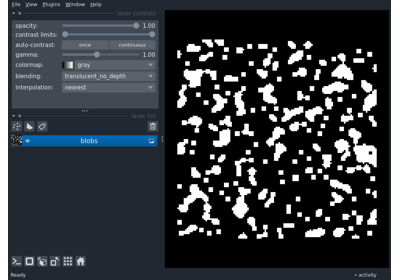 File View Plugins Window Help
layer controls
opacity: 1.00
contrast limits:
auto-contrast: once continuous
gamma: 1.00
colormap: gray
blending: translucent_no_depth
interpolation: nearest
layer list
blobs
Ready activity